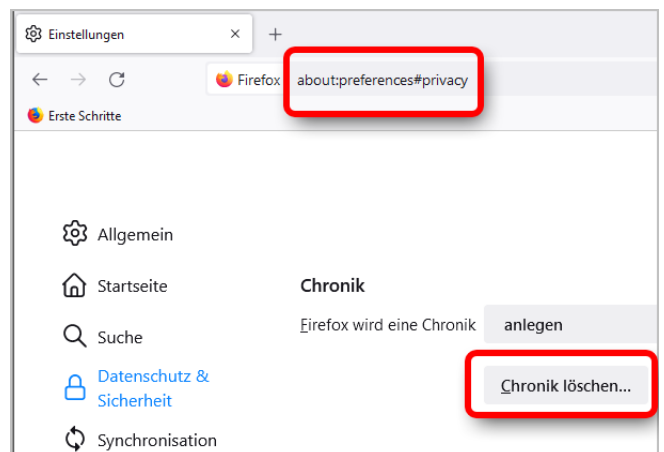 Einstellungen
Firefox about:preferences#privacy
Erste Schritte
Allgemein
Startseite
Suche
Datenschutz &
Sicherheit
Synchronisation
Chronik
Firefox wird eine Chronik anlegen
Chronik löschen...